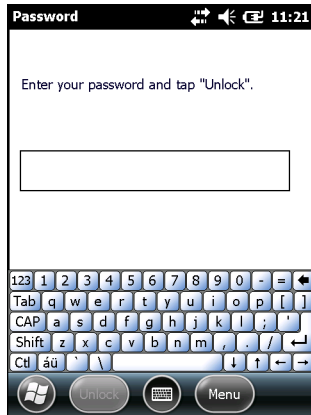 Password 11:21
Enter your password and tap "Unlock".
123 1 2 3 4 5 6 7 8 9 0 - =
Tab q w e r t y u i o p [ ]
CAP a s d f g h j k l ; '
Shift z x c v b n m , . /
Ctl áü ` \
Unlock Menu